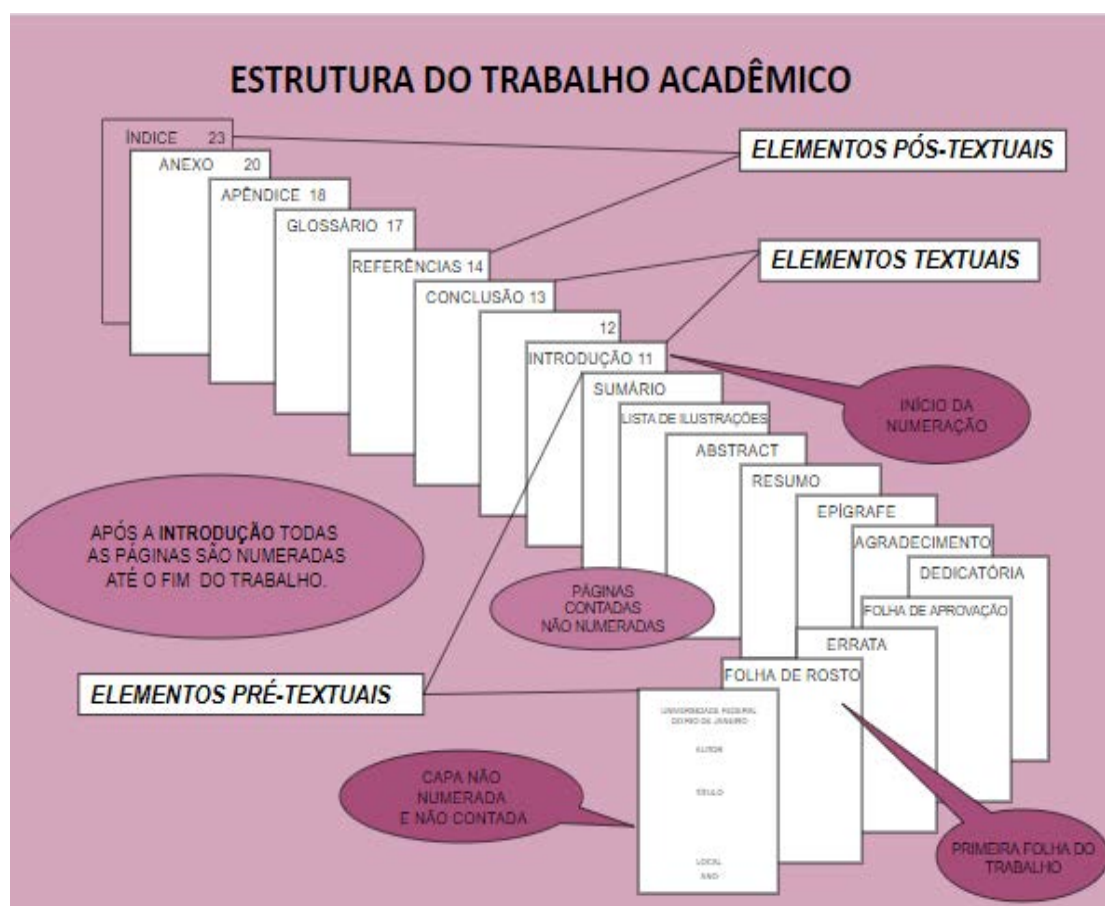 ESTRUTURA DO TRABALHO ACADÊMICO
ÍNDICE 23
ELEMENTOS PÓS-TEXTUAIS
ANEXO 20
APÊNDICE 18
GLOSSÁRIO 17
ELEMENTOS TEXTUAIS
REFERÊNCIAS 14
CONCLUSÃO 13
12
INTRODUÇÃO 11
SUMÁRIO
INÍCIO DA
NUMERAÇÃO
LISTA DE ILUSTRAÇÕES
ABSTRACT
RESUMO
EPÍGRAFE
APÓS A INTRODUÇÃO TODAS
AS PÁGINAS SÃO NUMERADAS
ATÉ O FIM DO TRABALHO.
AGRADECIMENTO
DEDICATÓRIA
PÁGINAS
CONTADAS
NÃO NUMERADAS
FOLHA DE APROVAÇÃO
ERRATA
FOLHA DE ROSTO
ELEMENTOS PRÉ-TEXTUAIS
UNIVERSIDADE FEDERAL
DO RIO DE JANEIRO
AUTOR
TÍTULO
LOCAL
ANO
CAPA NÃO
NUMERADA
E NÃO CONTADA
PRIMEIRA FOLHA DO
TRABALHO